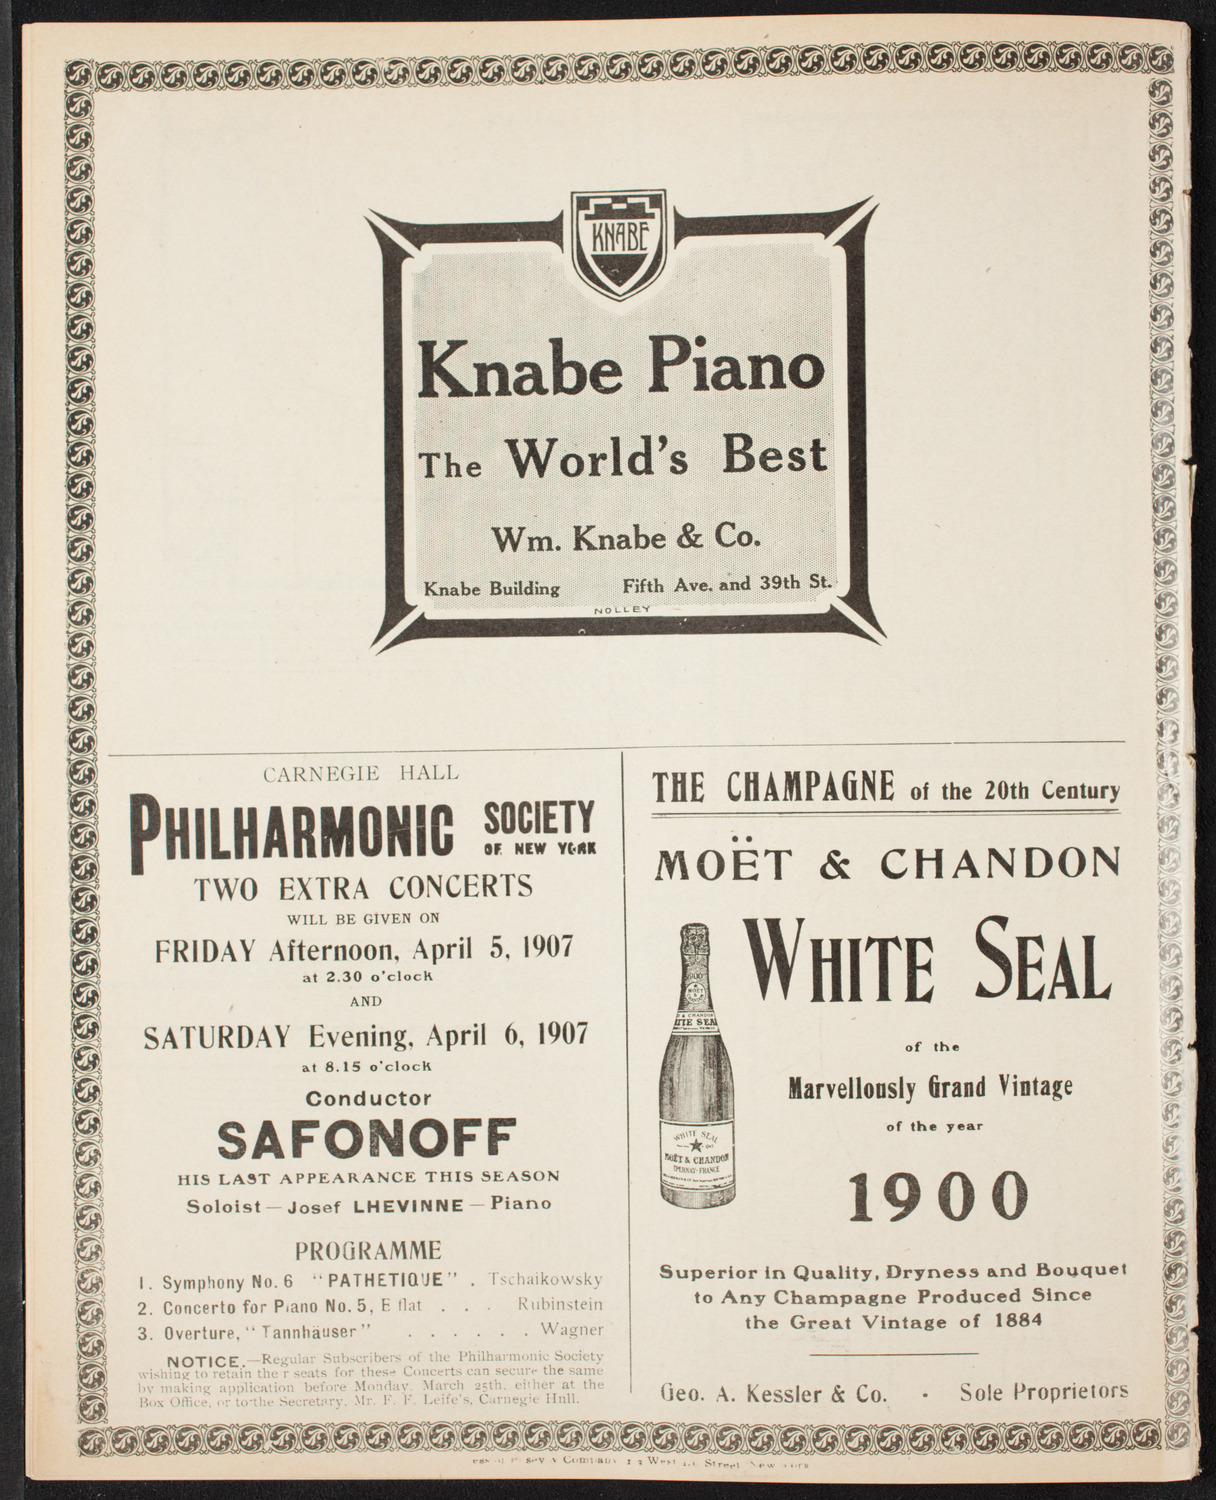 KNABE
Knabe Piano
The World's Best
Wm. Knabe & Co.
Knabe Building Fifth Ave. and 39th St.
NOLLEY
CARNEGIE HALL
PHILHARMONIC SOCIETY
OF NEW YORK
TWO EXTRA CONCERTS
WILL BE GIVEN ON
FRIDAY Afternoon, April 5, 1907
at 2.30 o'clock
AND
SATURDAY Evening, April 6, 1907
at 8.15 o'clock
Conductor
SAFONOFF
HIS LAST APPEARANCE THIS SEASON
Soloist — Josef LHEVINNE — Piano
PROGRAMME
1. Symphony No. 6 "PATHETIQUE" . Tschaikowsky
2. Concerto for Piano No. 5, E flat . . . Rubinstein
3. Overture, "Tannhäuser" . . . . . . Wagner
NOTICE.—Regular Subscribers of the Philharmonic Society
wishing to retain the r seats for these Concerts can secure the same
by making application before Monday, March 25th, either at the
Box Office, or to the Secretary, Mr. F. F. Leife's, Carnegie Hall.
THE CHAMPAGNE of the 20th Century
MOËT & CHANDON
WHITE SEAL
of the
Marvellously Grand Vintage
of the year
1900
WHITE SEAL
MOËT & CHANDON
EPERNAY-FRANCE
Superior in Quality, Dryness and Bouquet
to Any Champagne Produced Since
the Great Vintage of 1884
Geo. A. Kessler & Co. - Sole Proprietors
Company West Street New York